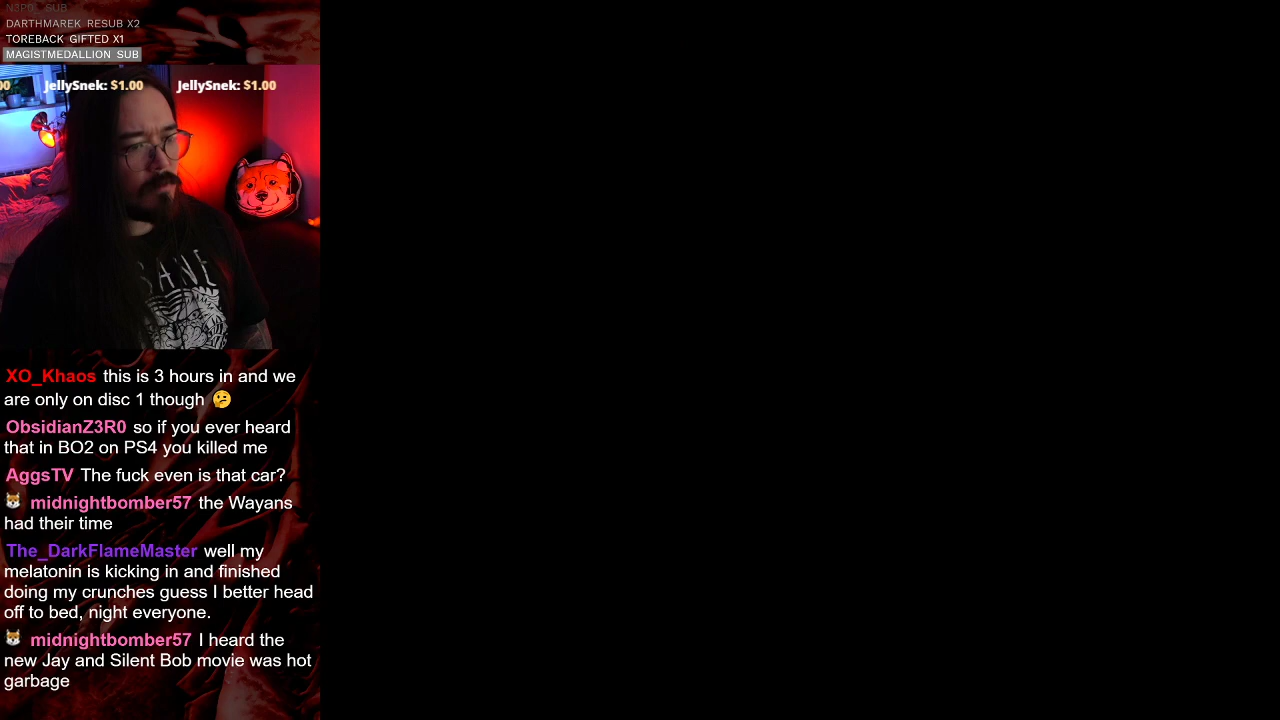 N3P0_ SUB
DARTHMAREK RESUB X2
TOREBACK GIFTED X1
MAGISTMEDALLION SUB
00 JellySnek: $1.00 JellySnek: $1.00
SANE
XO_Khaos this is 3 hours in and we
are only on disc 1 though 🤔
ObsidianZ3R0 so if you ever heard
that in BO2 on PS4 you killed me
AggsTV The fuck even is that car?
midnightbomber57 the Wayans
had their time
The_DarkFlameMaster well my
melatonin is kicking in and finished
doing my crunches guess I better head
off to bed, night everyone.
midnightbomber57 I heard the
new Jay and Silent Bob movie was hot
garbage